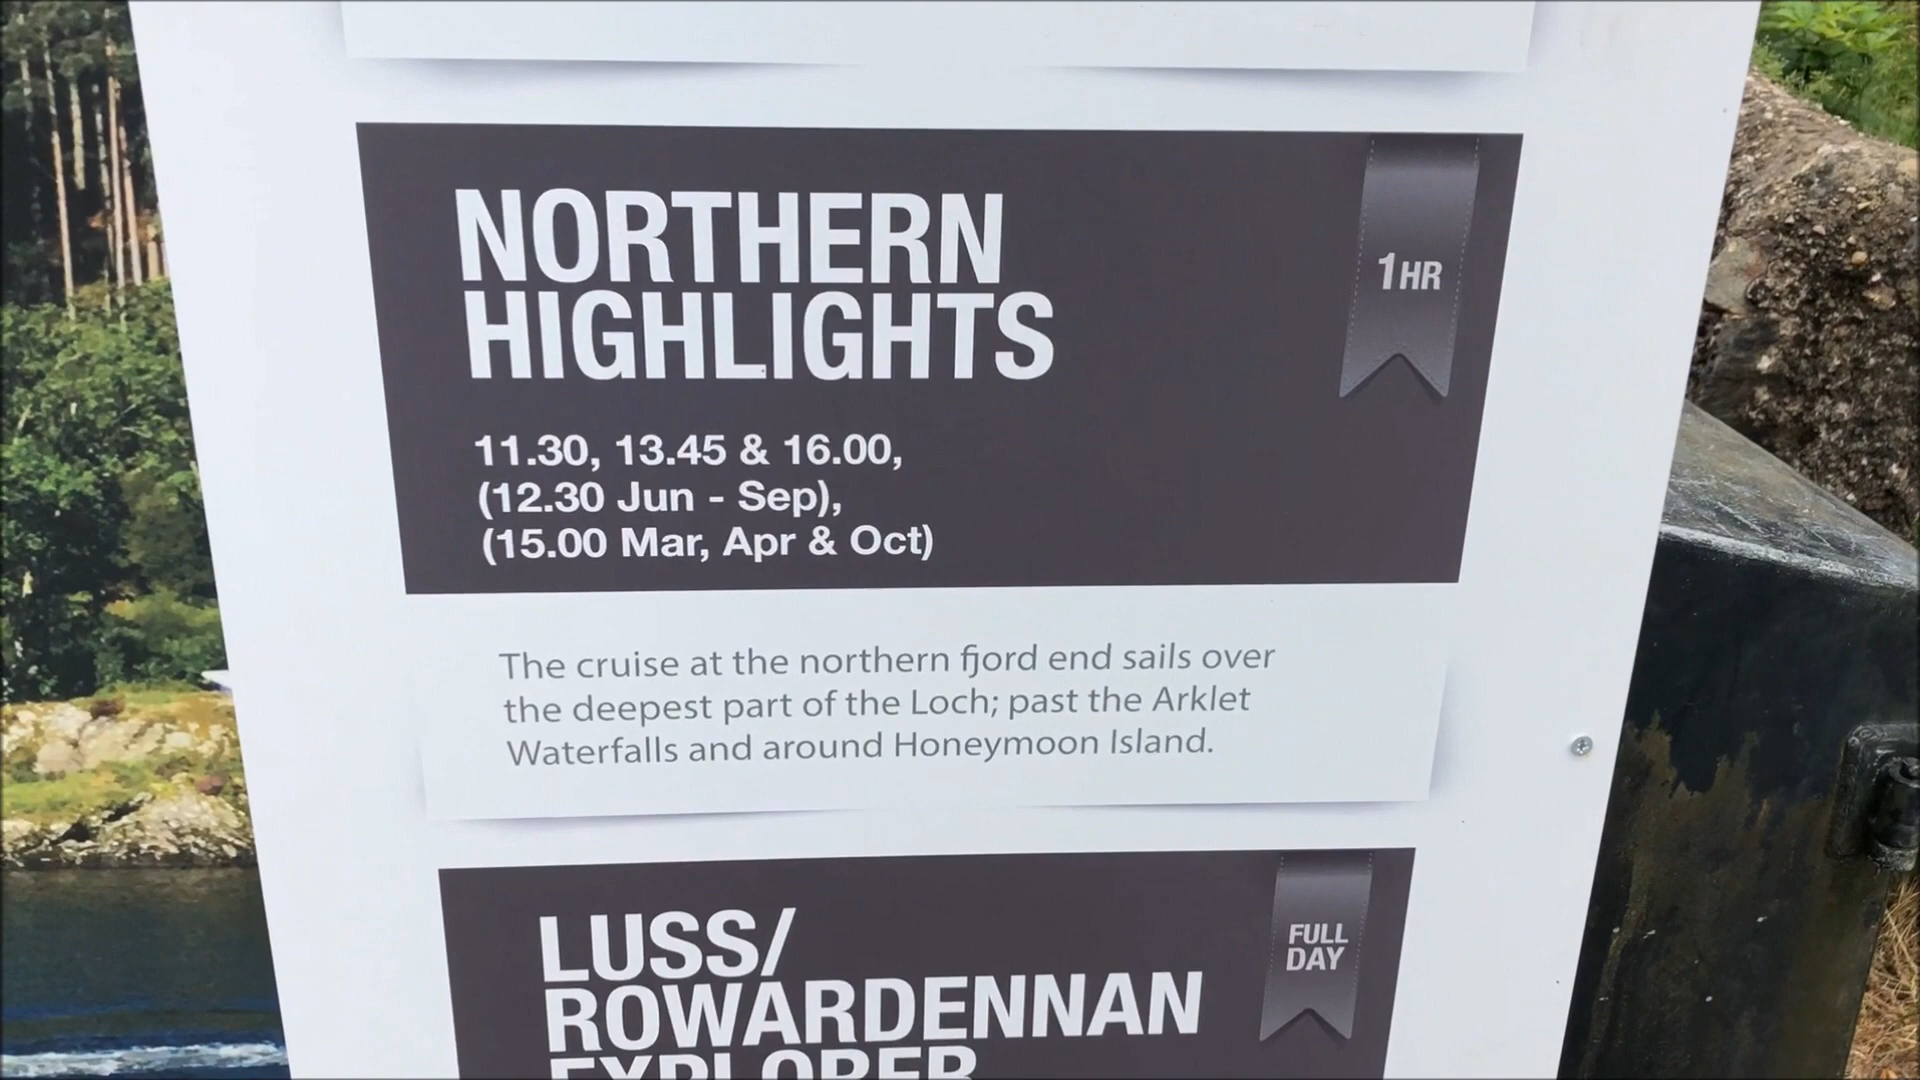 NORTHERN
HIGHLIGHTS
1HR
11.30, 13.45 & 16.00,
(12.30 Jun - Sep),
(15.00 Mar, Apr & Oct)
The cruise at the northern fjord end sails over
the deepest part of the Loch; past the Arklet
Waterfalls and around Honeymoon Island.
LUSS/
ROWARDENNAN
EXPLORER
FULL
DAY